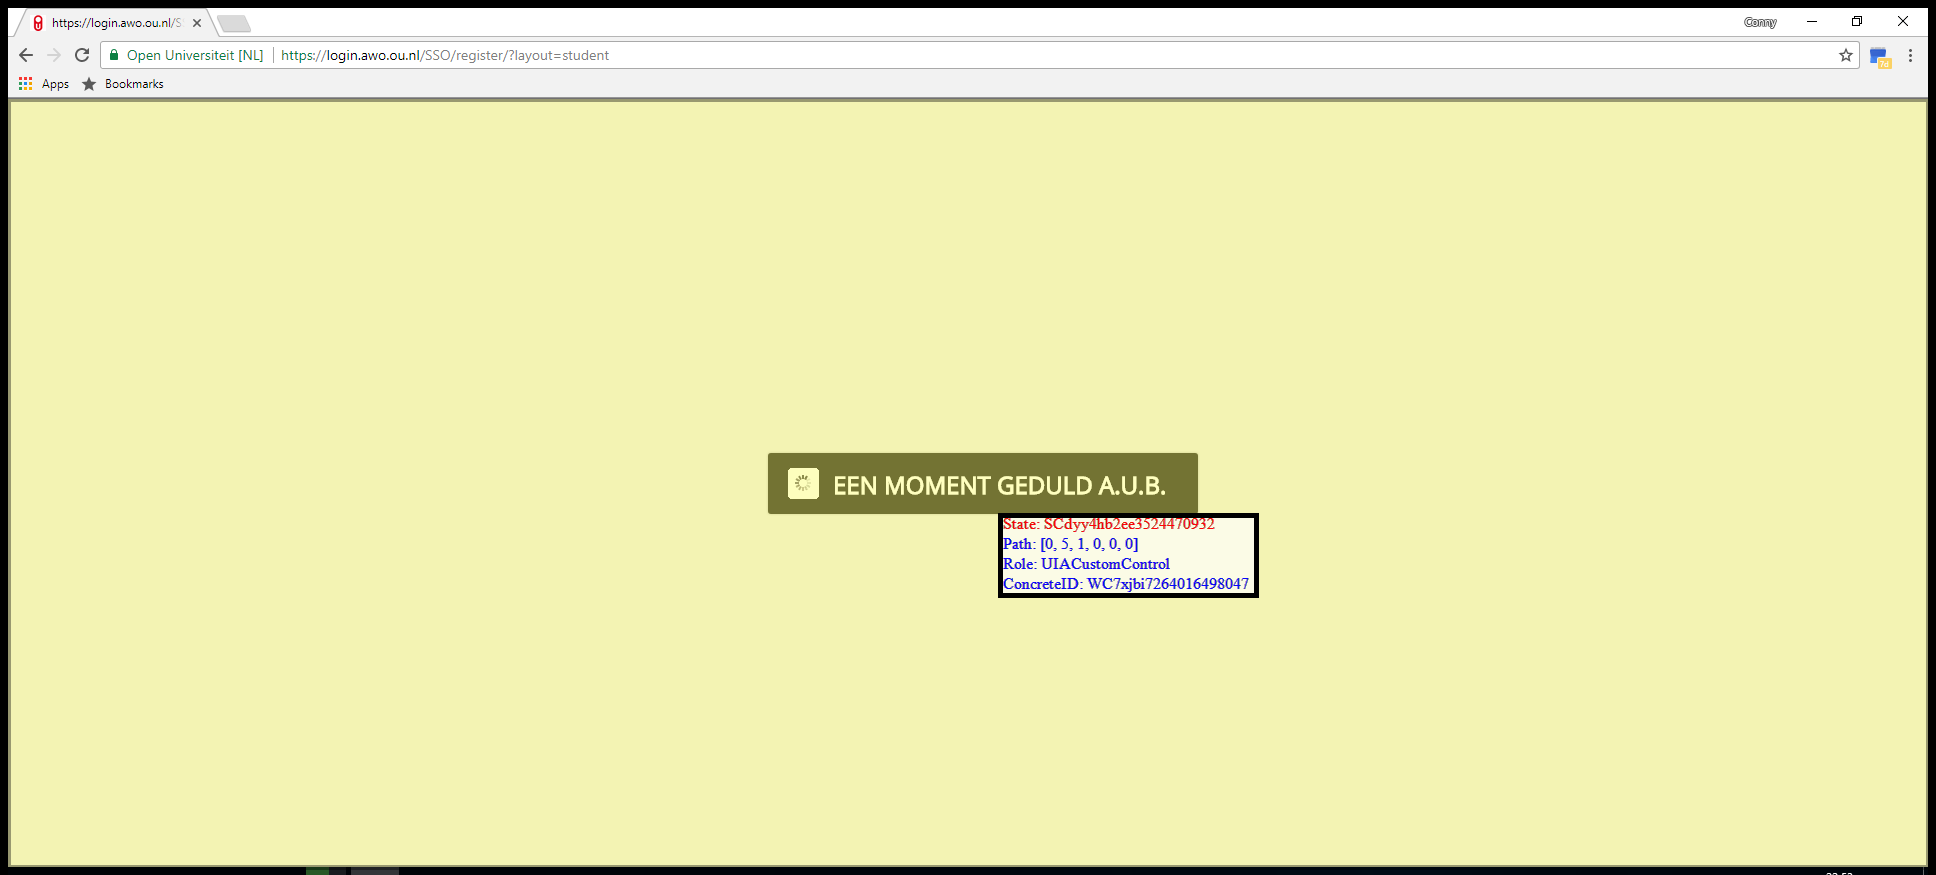 https://login.awo.ou.nl/S
Conny
Open Universiteit [NL] https://login.awo.ou.nl/SSO/register/?layout=student
7d
Apps Bookmarks
EEN MOMENT GEDULD A.U.B.
State: SCdyy4hb2ee3524470932
Path: [0, 5, 1, 0, 0, 0]
Role: UIACustomControl
ConcreteID: WC7xjbi7264016498047